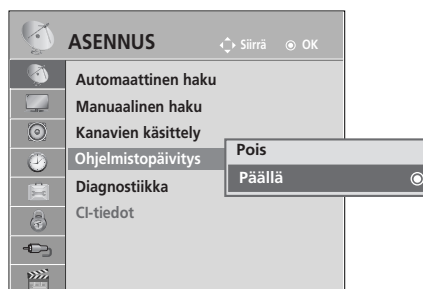 ASENNUS
Siirrä OK
Automaattinen haku
Manuaalinen haku
Kanavien käsittely
Ohjelmistopäivitys
Pois
Päällä
Diagnostiikka
CI-tiedot